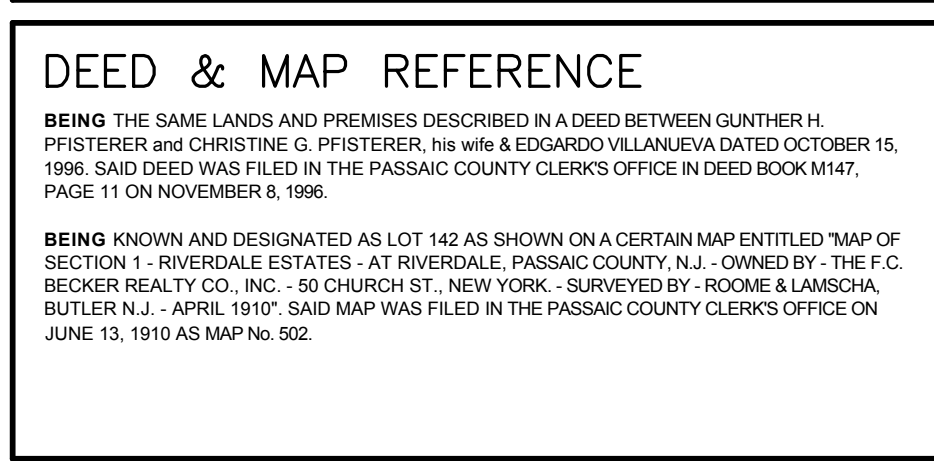 DEED & MAP REFERENCE
BEING THE SAME LANDS AND PREMISES DESCRIBED IN A DEED BETWEEN GUNTHER H.
PFISTERER and CHRISTINE G. PFISTERER, his wife & EDGARDO VILLANUEVA DATED OCTOBER 15,
1996. SAID DEED WAS FILED IN THE PASSAIC COUNTY CLERK'S OFFICE IN DEED BOOK M147,
PAGE 11 ON NOVEMBER 8, 1996.
BEING KNOWN AND DESIGNATED AS LOT 142 AS SHOWN ON A CERTAIN MAP ENTITLED "MAP OF
SECTION 1 - RIVERDALE ESTATES - AT RIVERDALE, PASSAIC COUNTY, N.J. - OWNED BY - THE F.C.
BECKER REALTY CO., INC. - 50 CHURCH ST., NEW YORK. - SURVEYED BY - ROOME & LAMSCHA,
BUTLER N.J. - APRIL 1910". SAID MAP WAS FILED IN THE PASSAIC COUNTY CLERK'S OFFICE ON
JUNE 13, 1910 AS MAP No. 502.